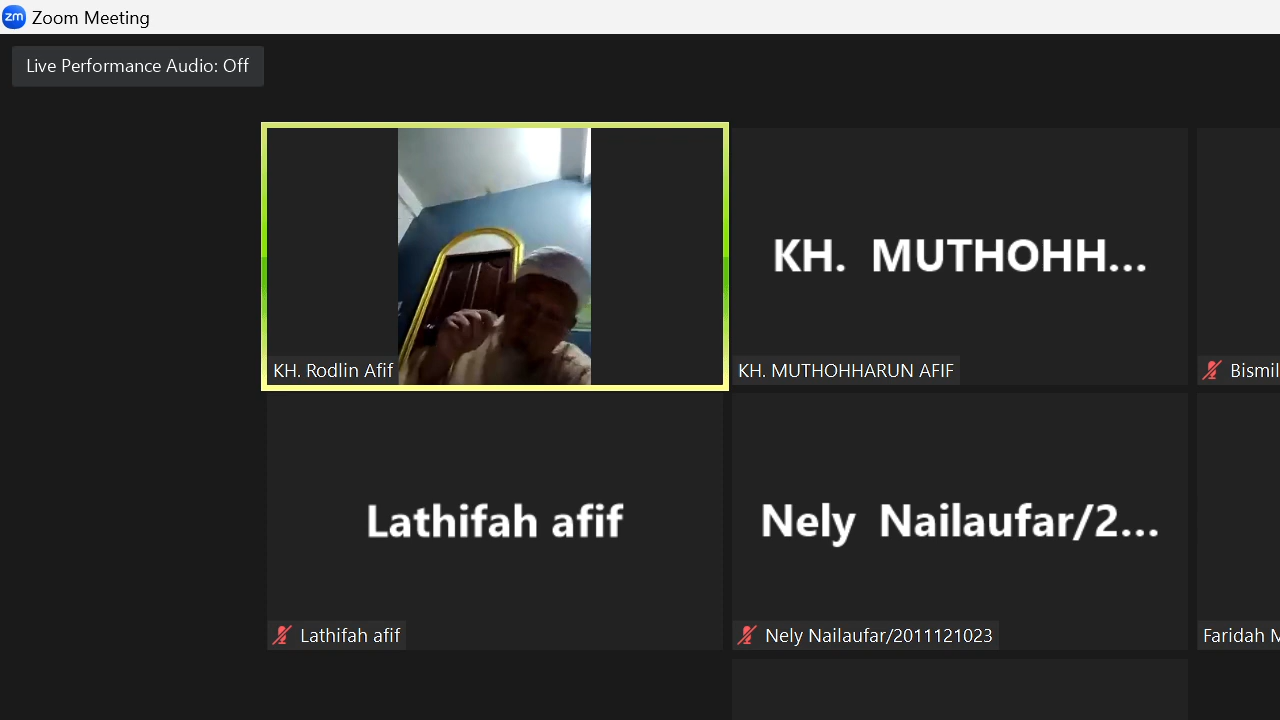 zm Zoom Meeting
Live Performance Audio: Off
KH. MUTHOHH...
KH. Rodlin Afif
KH. MUTHOHHARUN AFIF
Bismil
Lathifah afif
Nely Nailaufar/2...
Lathifah afif
Nely Nailaufar/2011121023
Faridah M